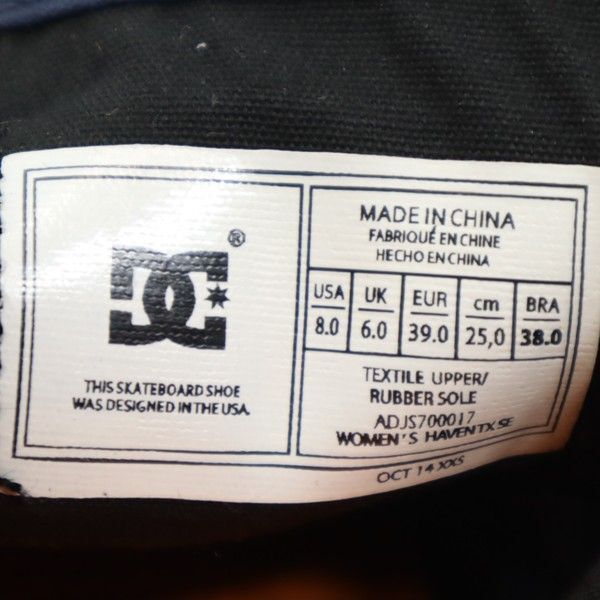 DC®
THIS SKATEBOARD SHOE
WAS DESIGNED IN THE USA.
MADE IN CHINA
FABRIQUÉ EN CHINE
HECHO EN CHINA
USA UK EUR cm BRA
8.0 6.0 39.0 25,0 38.0
TEXTILE UPPER/
RUBBER SOLE
ADJS700017
WOMEN'S HAVEN TX SE
OCT 14 XXS